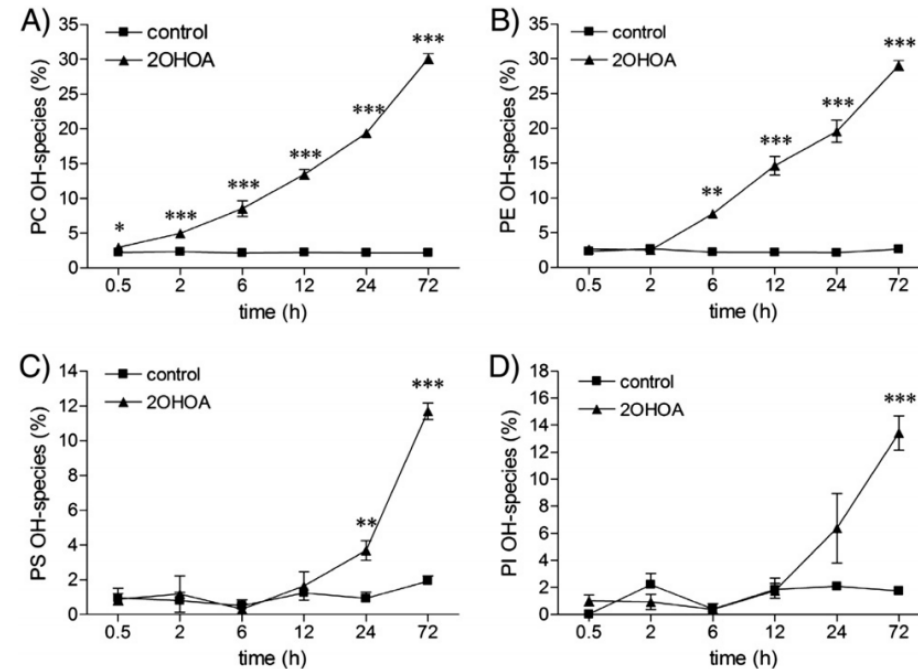 A)
control
2OHOA
PC OH-species (%)
35
30
25
20
15
10
5
0
*
***
***
***
***
***
0.5 2 6 12 24 72
time (h)
B)
control
2OHOA
PE OH-species (%)
35
30
25
20
15
10
5
0
**
***
***
***
0.5 2 6 12 24 72
time (h)
C)
control
2OHOA
PS OH-species (%)
14
12
10
8
6
4
2
0
**
***
0.5 2 6 12 24 72
time (h)
D)
control
2OHOA
PI OH-species (%)
18
16
14
12
10
8
6
4
2
0
***
0.5 2 6 12 24 72
time (h)